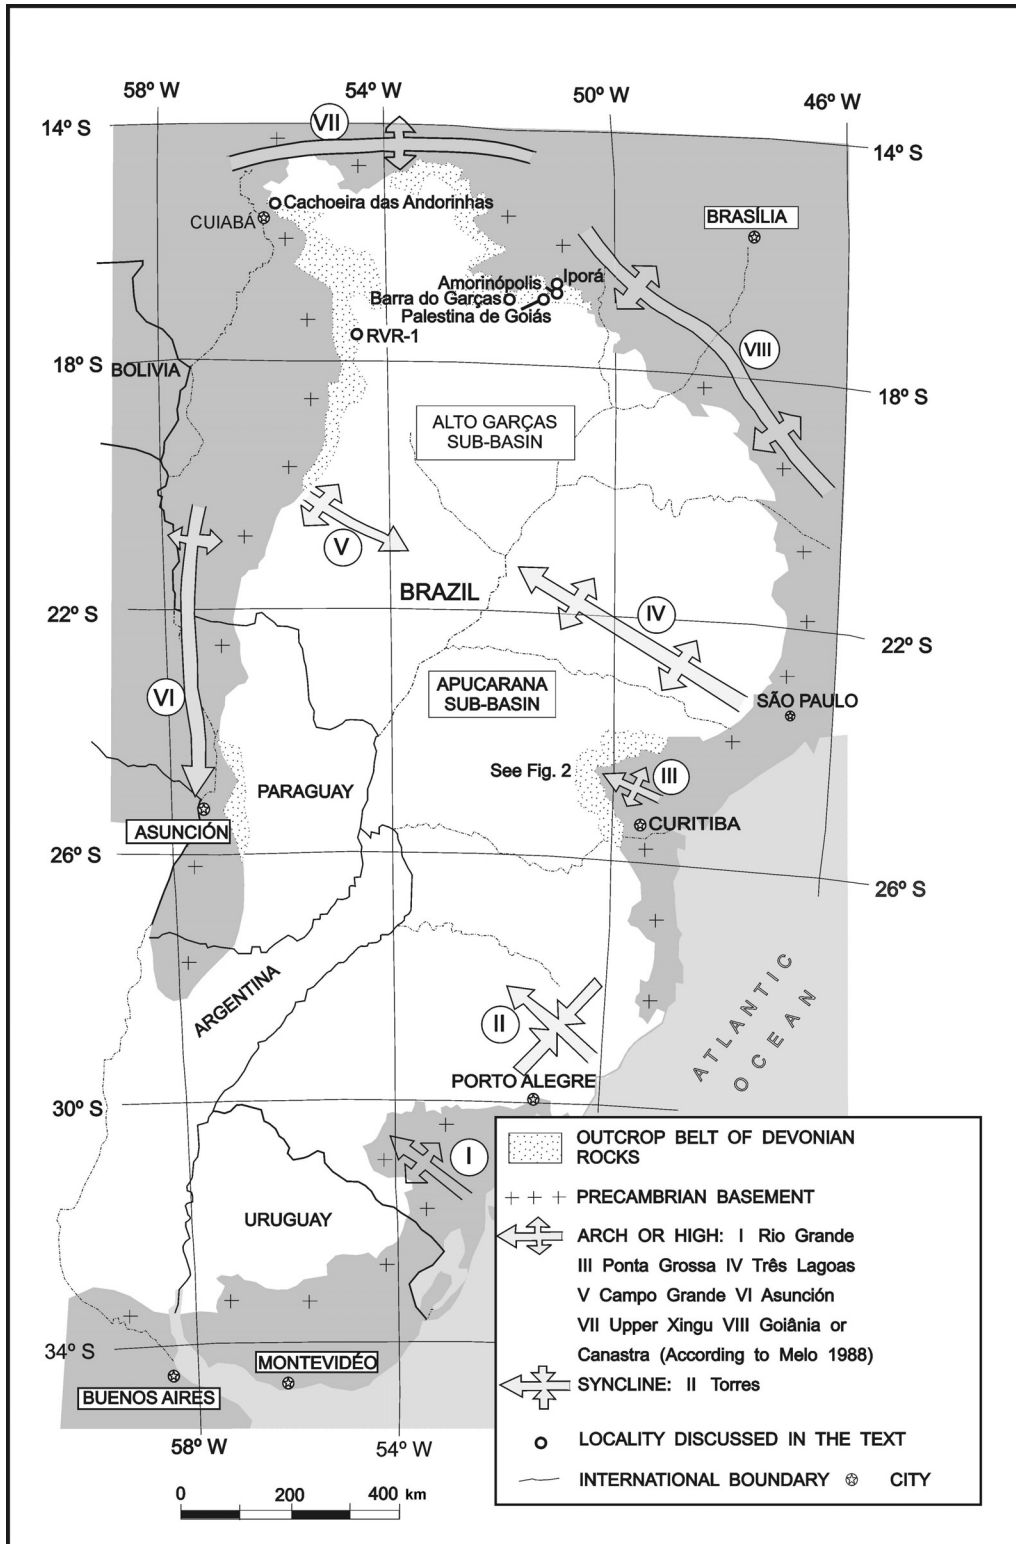 58º W
54º W
50º W
46º W
14º S
VII
14º S
Cachoeira das Andorinhas
CUIABÁ
BRASÍLIA
Iporá
Amorinópolis
Barra do Garças
Palestina de Goiás
RVR-1
VIII
18º S
BOLIVIA
18º S
ALTO GARÇAS
SUB-BASIN
V
BRAZIL
22º S
IV
22º S
VI
APUCARANA
SUB-BASIN
SÃO PAULO
See Fig. 2
III
PARAGUAY
ASUNCIÓN
CURITIBA
26º S
26º S
ARGENTINA
ATLANTIC
OCEAN
II
PORTO ALEGRE
30º S
I
URUGUAY
34º S
MONTEVIDÉO
BUENOS AIRES
58º W
54º W
0 200 400 km
OUTCROP BELT OF DEVONIAN
ROCKS
PRECAMBRIAN BASEMENT
ARCH OR HIGH: I Rio Grande
III Ponta Grossa IV Três Lagoas
V Campo Grande VI Asunción
VII Upper Xingu VIII Goiânia or
Canastra (According to Melo 1988)
SYNCLINE: II Torres
LOCALITY DISCUSSED IN THE TEXT
INTERNATIONAL BOUNDARY CITY